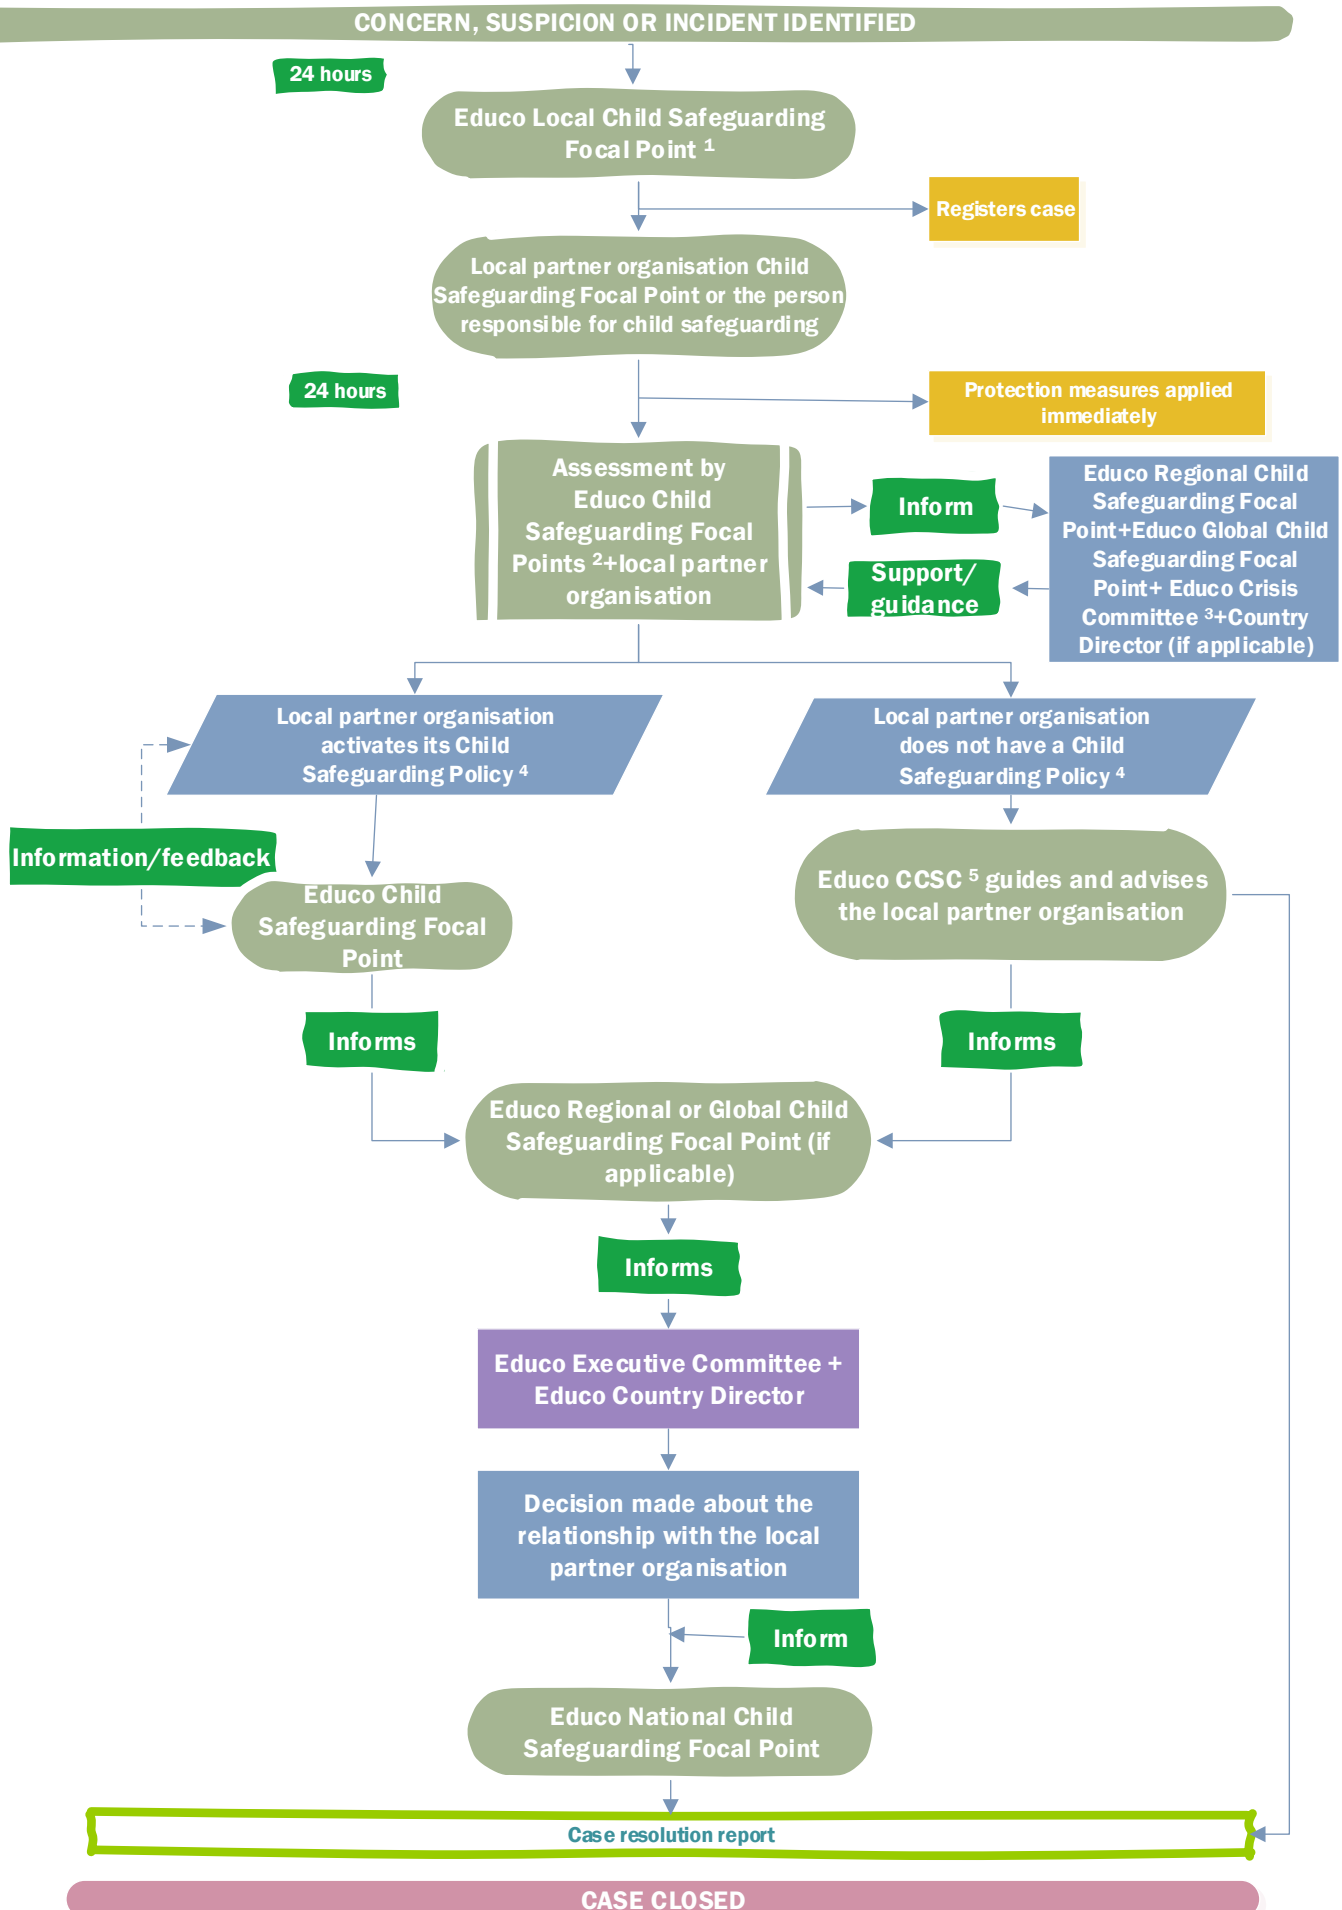 CONCERN, SUSPICION OR INCIDENT IDENTIFIED
24 hours
Educo Local Child Safeguarding
Focal Point ¹
Registers case
Local partner organisation Child
Safeguarding Focal Point or the person
responsible for child safeguarding
24 hours
Protection measures applied
immediately
Assessment by
Educo Child
Safeguarding Focal
Points ²+local partner
organisation
Inform
Support/
guidance
Educo Regional Child
Safeguarding Focal
Point+Educo Global Child
Safeguarding Focal
Point+ Educo Crisis
Committee ³+Country
Director (if applicable)
Local partner organisation
activates its Child
Safeguarding Policy ⁴
Local partner organisation
does not have a Child
Safeguarding Policy ⁴
Information/feedback
Educo Child
Safeguarding Focal
Point
Educo CCSC ⁵ guides and advises
the local partner organisation
Informs
Informs
Educo Regional or Global Child
Safeguarding Focal Point (if
applicable)
Informs
Educo Executive Committee +
Educo Country Director
Decision made about the
relationship with the local
partner organisation
Inform
Educo National Child
Safeguarding Focal Point
Case resolution report
CASE CLOSED